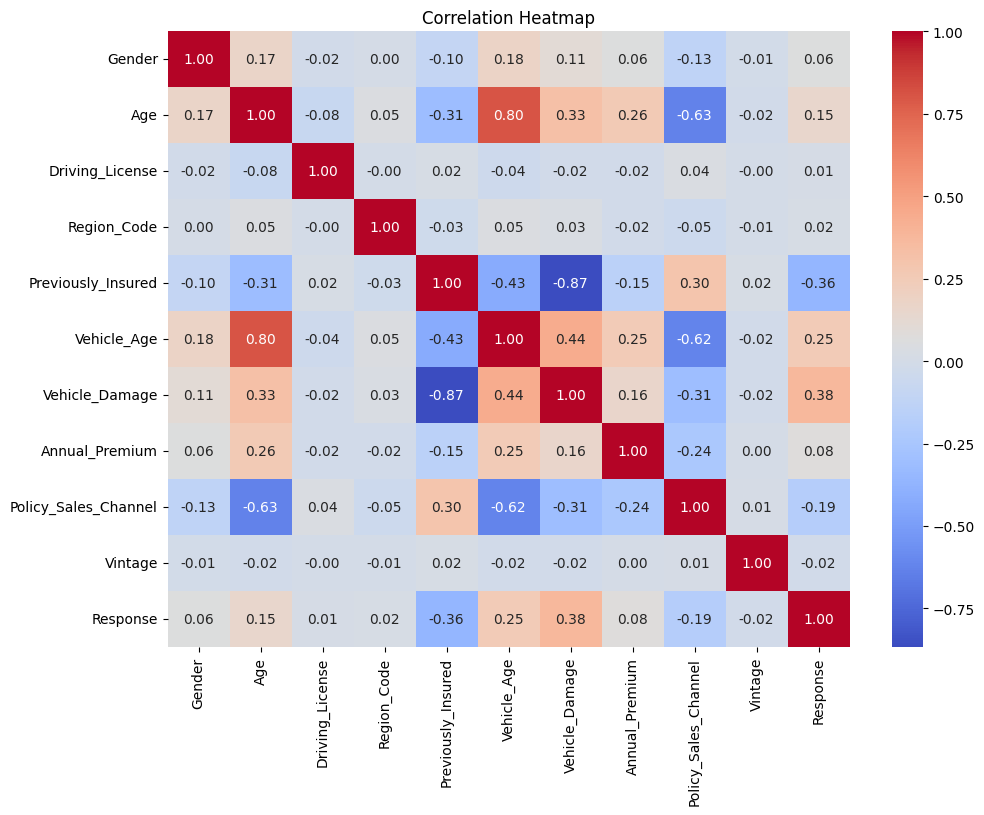 Correlation Heatmap
Gender 1.00 0.17 -0.02 0.00 -0.10 0.18 0.11 0.06 -0.13 -0.01 0.06
Age 0.17 1.00 -0.08 0.05 -0.31 0.80 0.33 0.26 -0.63 -0.02 0.15
Driving_License -0.02 -0.08 1.00 -0.00 0.02 -0.04 -0.02 -0.02 0.04 -0.00 0.01
Region_Code 0.00 0.05 -0.00 1.00 -0.03 0.05 0.03 -0.02 -0.05 -0.01 0.02
Previously_Insured -0.10 -0.31 0.02 -0.03 1.00 -0.43 -0.87 -0.15 0.30 0.02 -0.36
Vehicle_Age 0.18 0.80 -0.04 0.05 -0.43 1.00 0.44 0.25 -0.62 -0.02 0.25
Vehicle_Damage 0.11 0.33 -0.02 0.03 -0.87 0.44 1.00 0.16 -0.31 -0.02 0.38
Annual_Premium 0.06 0.26 -0.02 -0.02 -0.15 0.25 0.16 1.00 -0.24 0.00 0.08
Policy_Sales_Channel -0.13 -0.63 0.04 -0.05 0.30 -0.62 -0.31 -0.24 1.00 0.01 -0.19
Vintage -0.01 -0.02 -0.00 -0.01 0.02 -0.02 -0.02 0.00 0.01 1.00 -0.02
Response 0.06 0.15 0.01 0.02 -0.36 0.25 0.38 0.08 -0.19 -0.02 1.00
Gender
Age
Driving_License
Region_Code
Previously_Insured
Vehicle_Age
Vehicle_Damage
Annual_Premium
Policy_Sales_Channel
Vintage
Response
1.00
0.75
0.50
0.25
0.00
−0.25
−0.50
−0.75